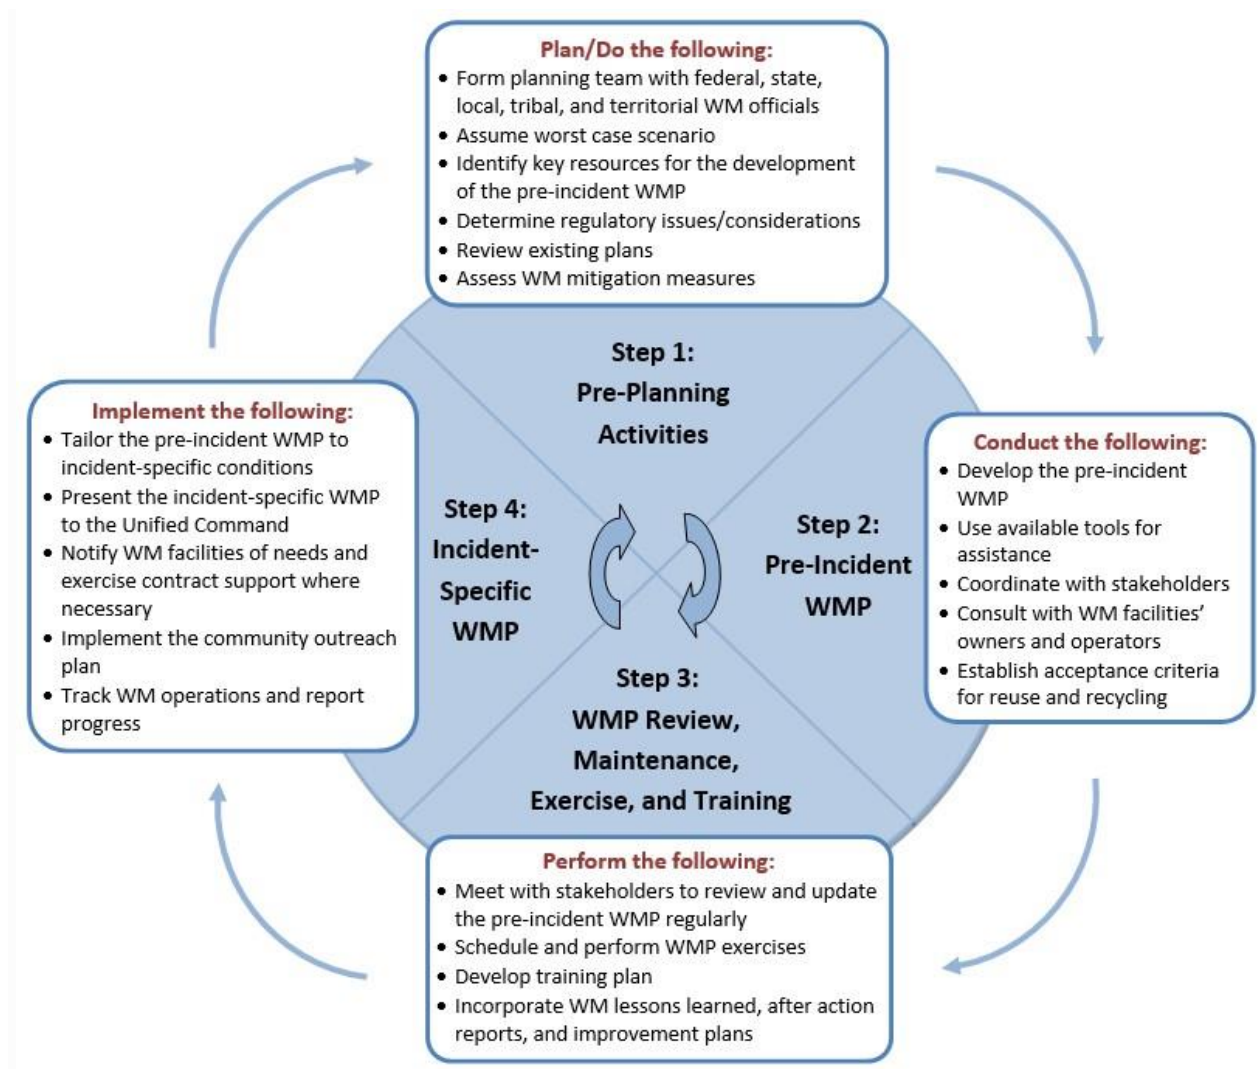 Plan/Do the following:
• Form planning team with federal, state,
local, tribal, and territorial WM officials
• Assume worst case scenario
• Identify key resources for the development
of the pre-incident WMP
• Determine regulatory issues/considerations
• Review existing plans
• Assess WM mitigation measures
Step 1:
Pre-Planning
Activities
Conduct the following:
• Develop the pre-incident
WMP
• Use available tools for
assistance
• Coordinate with stakeholders
• Consult with WM facilities’
owners and operators
• Establish acceptance criteria
for reuse and recycling
Step 2:
Pre-Incident
WMP
Step 3:
WMP Review,
Maintenance,
Exercise, and Training
Perform the following:
• Meet with stakeholders to review and update
the pre-incident WMP regularly
• Schedule and perform WMP exercises
• Develop training plan
• Incorporate WM lessons learned, after action
reports, and improvement plans
Implement the following:
• Tailor the pre-incident WMP to
incident-specific conditions
• Present the incident-specific WMP
to the Unified Command
• Notify WM facilities of needs and
exercise contract support where
necessary
• Implement the community outreach
plan
• Track WM operations and report
progress
Step 4:
Incident-
Specific
WMP